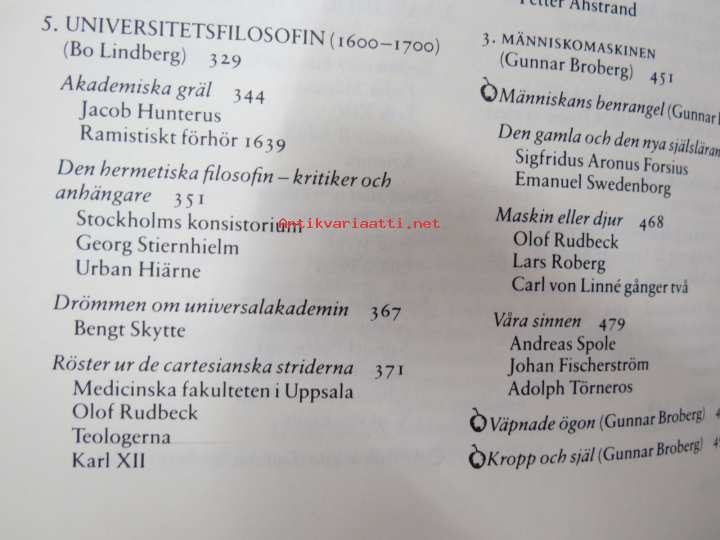 5. UNIVERSITETSFILOSOFIN (1600–1700)
(Bo Lindberg) 329
Akademiska gräl 344
Jacob Hunterus
Ramistiskt förhör 1639
Den hermetiska filosofin – kritiker och
anhängare 351
Stockholms konsistorium
Georg Stiernhielm
Urban Hiärne
Drömmen om universalakademin 367
Bengt Skytte
Röster ur de cartesianska striderna 371
Medicinska fakulteten i Uppsala
Olof Rudbeck
Teologerna
Karl XII
Petter Åhstrand
3. MÄNNISKOMASKINEN
(Gunnar Broberg) 451
Människans benrangel (Gunnar
Den gamla och den nya själsläran
Sigfridus Aronus Forsius
Emanuel Swedenborg
Maskin eller djur 468
Olof Rudbeck
Lars Roberg
Carl von Linné gånger två
Våra sinnen 479
Andreas Spole
Johan Fischerström
Adolph Törneros
Väpnade ögon (Gunnar Broberg)
Kropp och själ (Gunnar Broberg)
Antikvariaatti.net